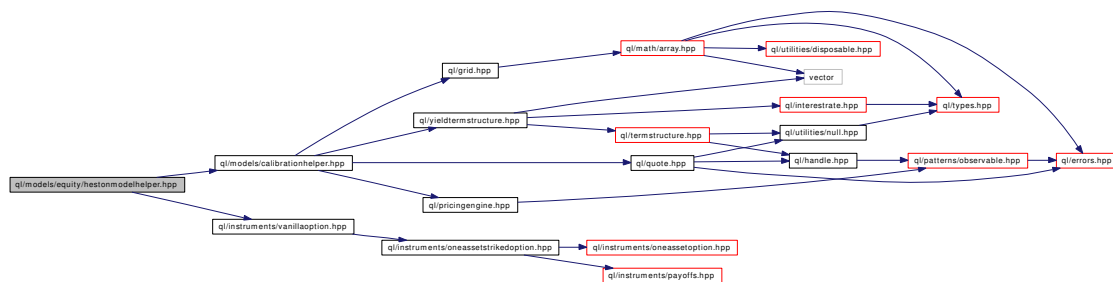 ql/models/equity/hestonmodelhelper.hpp
ql/models/calibrationhelper.hpp
ql/instruments/vanillaoption.hpp
ql/grid.hpp
ql/yieldtermstructure.hpp
ql/pricingengine.hpp
ql/instruments/oneassetstrikedoption.hpp
ql/math/array.hpp
ql/termstructure.hpp
ql/quote.hpp
ql/instruments/oneassetoption.hpp
ql/instruments/payoffs.hpp
ql/utilities/disposable.hpp
vector
ql/interestrate.hpp
ql/utilities/null.hpp
ql/handle.hpp
ql/types.hpp
ql/patterns/observable.hpp
ql/errors.hpp